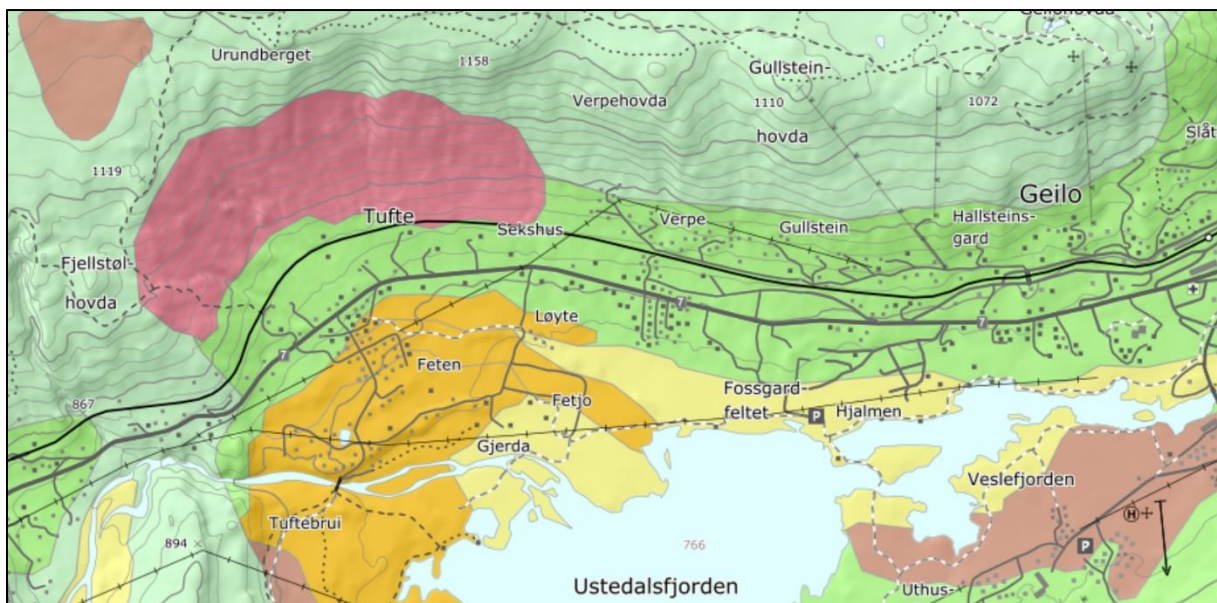 Geilohovda
Urundberget
1158
Gullstein-
hovda
Verpehovda
1110
1072
1119
Slåt
Geilo
Tufte
Sekshus
Verpe
Gullstein
Hallsteins-
gard
Fjellstøl-
hovda
Løyte
7
7
7
Feten
Fetjo
Fossgard-
feltet
P
Hjalmen
867
Gjerda
Veslefjorden
Tuftebrui
H
894
766
P
Ustedalsfjorden
Uthus-